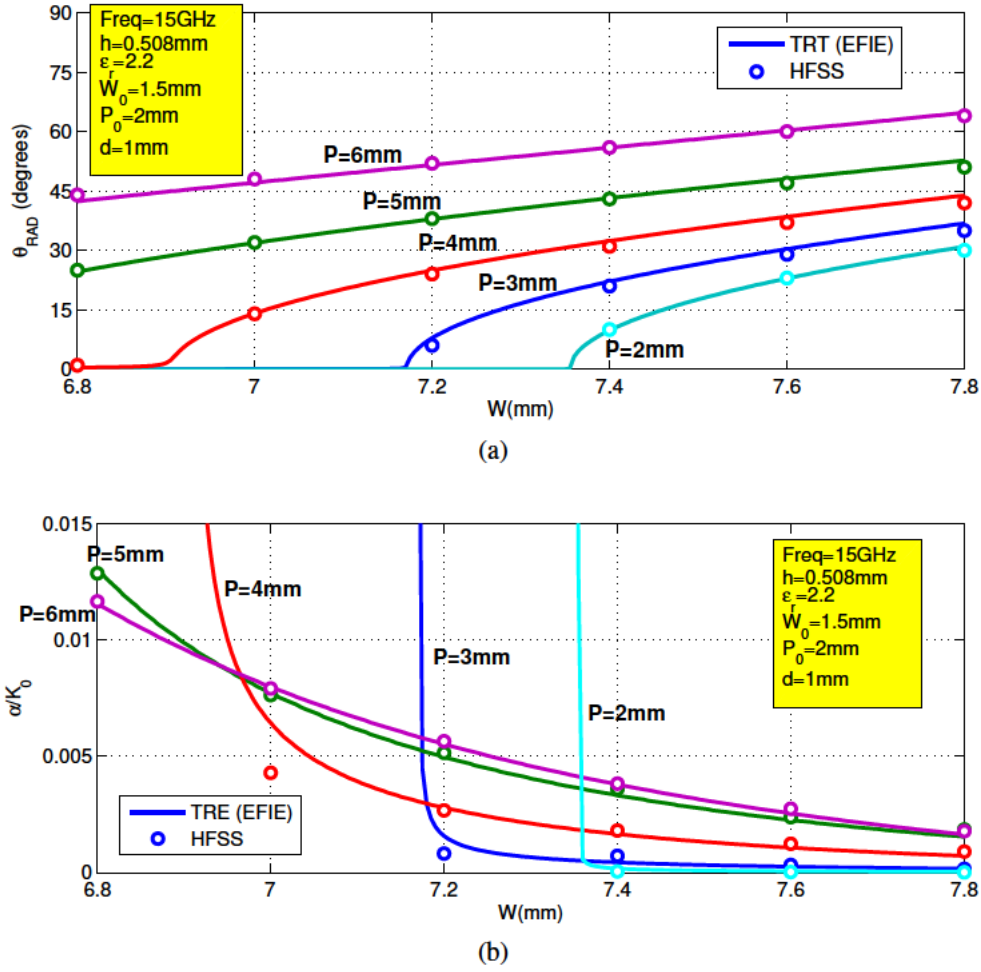 90
75
60
45
30
15
0
θRAD (degrees)
Freq=15GHz
h=0.508mm
εr=2.2
W0=1.5mm
P0=2mm
d=1mm
TRT (EFIE)
HFSS
P=6mm
P=5mm
P=4mm
P=3mm
P=2mm
6.8 7 7.2 7.4 7.6 7.8
W(mm)
(a)
0.015
0.01
0.005
0
α/K0
P=5mm
P=6mm
P=4mm
P=3mm
P=2mm
Freq=15GHz
h=0.508mm
εr=2.2
W0=1.5mm
P0=2mm
d=1mm
TRE (EFIE)
HFSS
6.8 7 7.2 7.4 7.6 7.8
W(mm)
(b)